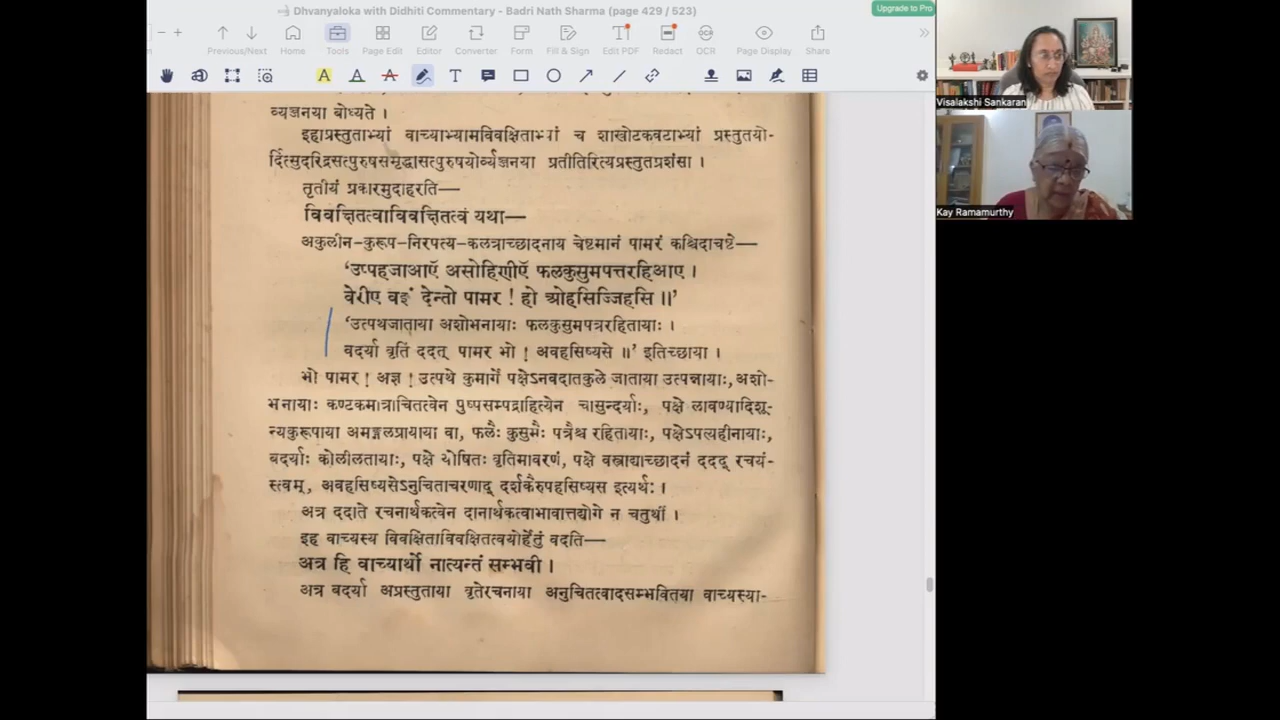 Dhvanyaloka with Didhiti Commentary - Badri Nath Sharma (page 429 / 523)
Upgrade to Pro
Previous/Next Home Tools Page Edit Editor Converter Form Fill & Sign Edit PDF Redact OCR Page Display Share
व्यञ्जनया बोध्यते ।
इहाप्रस्तुताभ्यां वाच्याभ्यामविवक्षिताभ्यां च शाखोटकवटाभ्यां प्रस्तुतयो-
र्दित्सुदरिद्रसत्पुरुषसमृद्धासत्पुरुषयोर्व्यञ्जनया प्रतीतिरित्यप्रस्तुतप्रशंसा ।
तृतीयं प्रकारमुदाहरति—
विवक्षितत्वाविवक्षितत्वं यथा—
अकुलीन-कुरूप-निरपत्य-कलत्राच्छादनाय चेष्टमानं पामरं कश्चिदाचष्टे—
'उप्पहजाआऍ असोहिणीऍ फलकुसुमपत्तरहिआए ।
वेरीए वइं देन्तो पामर ! हो ओहसिज्जिहसि ॥'
'उत्पथजाताया अशोभनायाः फलकुसुमपत्ररहितायाः ।
वदर्या वृतिं ददत् पामर भो ! अवहसिष्यसे ॥' इतिच्छाया ।
भो पामर ! अज्ञ ! उत्पथे कुमार्गे पक्षेऽनवदातकुले जाताया उत्पन्नायाः, अशो-
भनायाः कण्टकमात्राचितत्वेन पुष्पसम्पद्राहित्येन चासुन्दर्याः, पक्षे लावण्यादिशू-
न्यकुरूपाया अमङ्गलप्रायाया वा, फलैः कुसुमैः पत्रैश्च रहितायाः, पक्षेऽपत्यहीनायाः,
बदर्याः कोलीलतायाः, पक्षे योषितः वृतिमावरणं, पक्षे वस्त्राद्याच्छादनं ददद् रचयं-
स्त्वम्, अवहसिष्यसेऽनुचिताचरणाद् दर्शकैरुपहसिष्यस इत्यर्थः ।
अत्र ददाते रचनार्थकत्वेन दानार्थकत्वाभावात्तद्योगे न चतुर्थी ।
इह वाच्यस्य विवक्षिताविवक्षितत्वयोर्हेतुं वदति—
अत्र हि वाच्यार्थो नात्यन्तं सम्भवी ।
अत्र बदर्या अप्रस्तुताया वृतेरचनाया अनुचितत्वादसम्भवितया वाच्यस्या-
Visalakshi Sankaran
Kay Ramamurthy